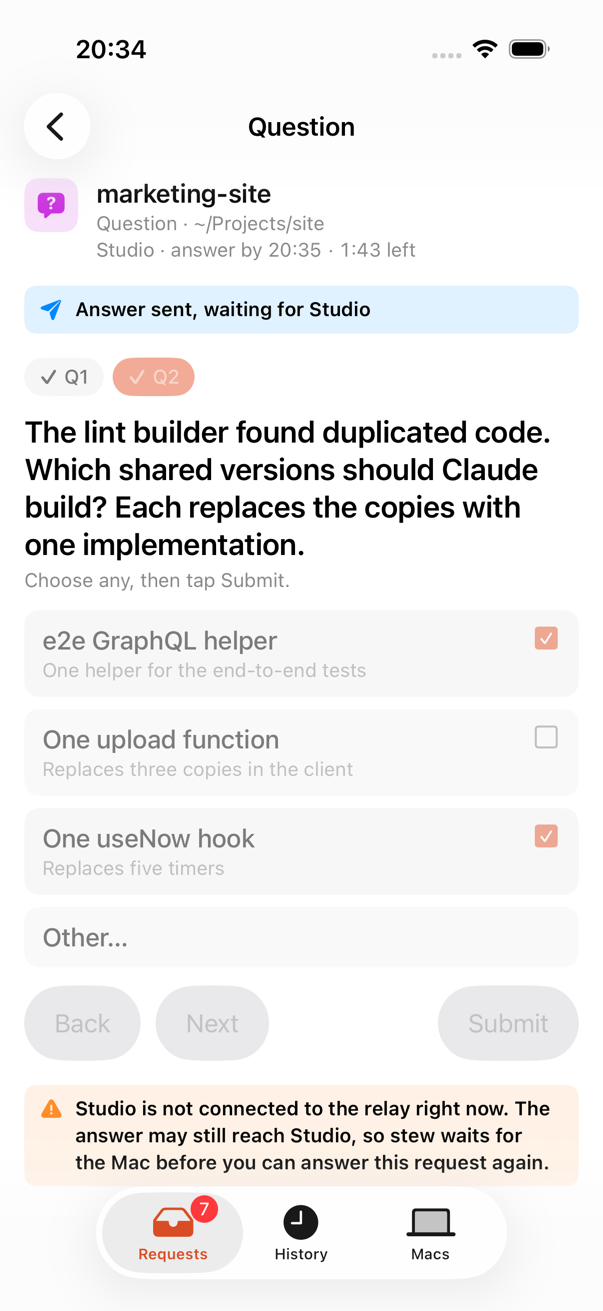 20:34
Question
marketing-site
Question · ~/Projects/site
Studio · answer by 20:35 · 1:43 left
Answer sent, waiting for Studio
Q1 Q2
The lint builder found duplicated code.
Which shared versions should Claude
build? Each replaces the copies with
one implementation.
Choose any, then tap Submit.
e2e GraphQL helper
One helper for the end-to-end tests
One upload function
Replaces three copies in the client
One useNow hook
Replaces five timers
Other...
Back Next Submit
Studio is not connected to the relay right now. The
answer may still reach Studio, so stew waits for
the Mac before you can answer this request again.
7
Requests History Macs